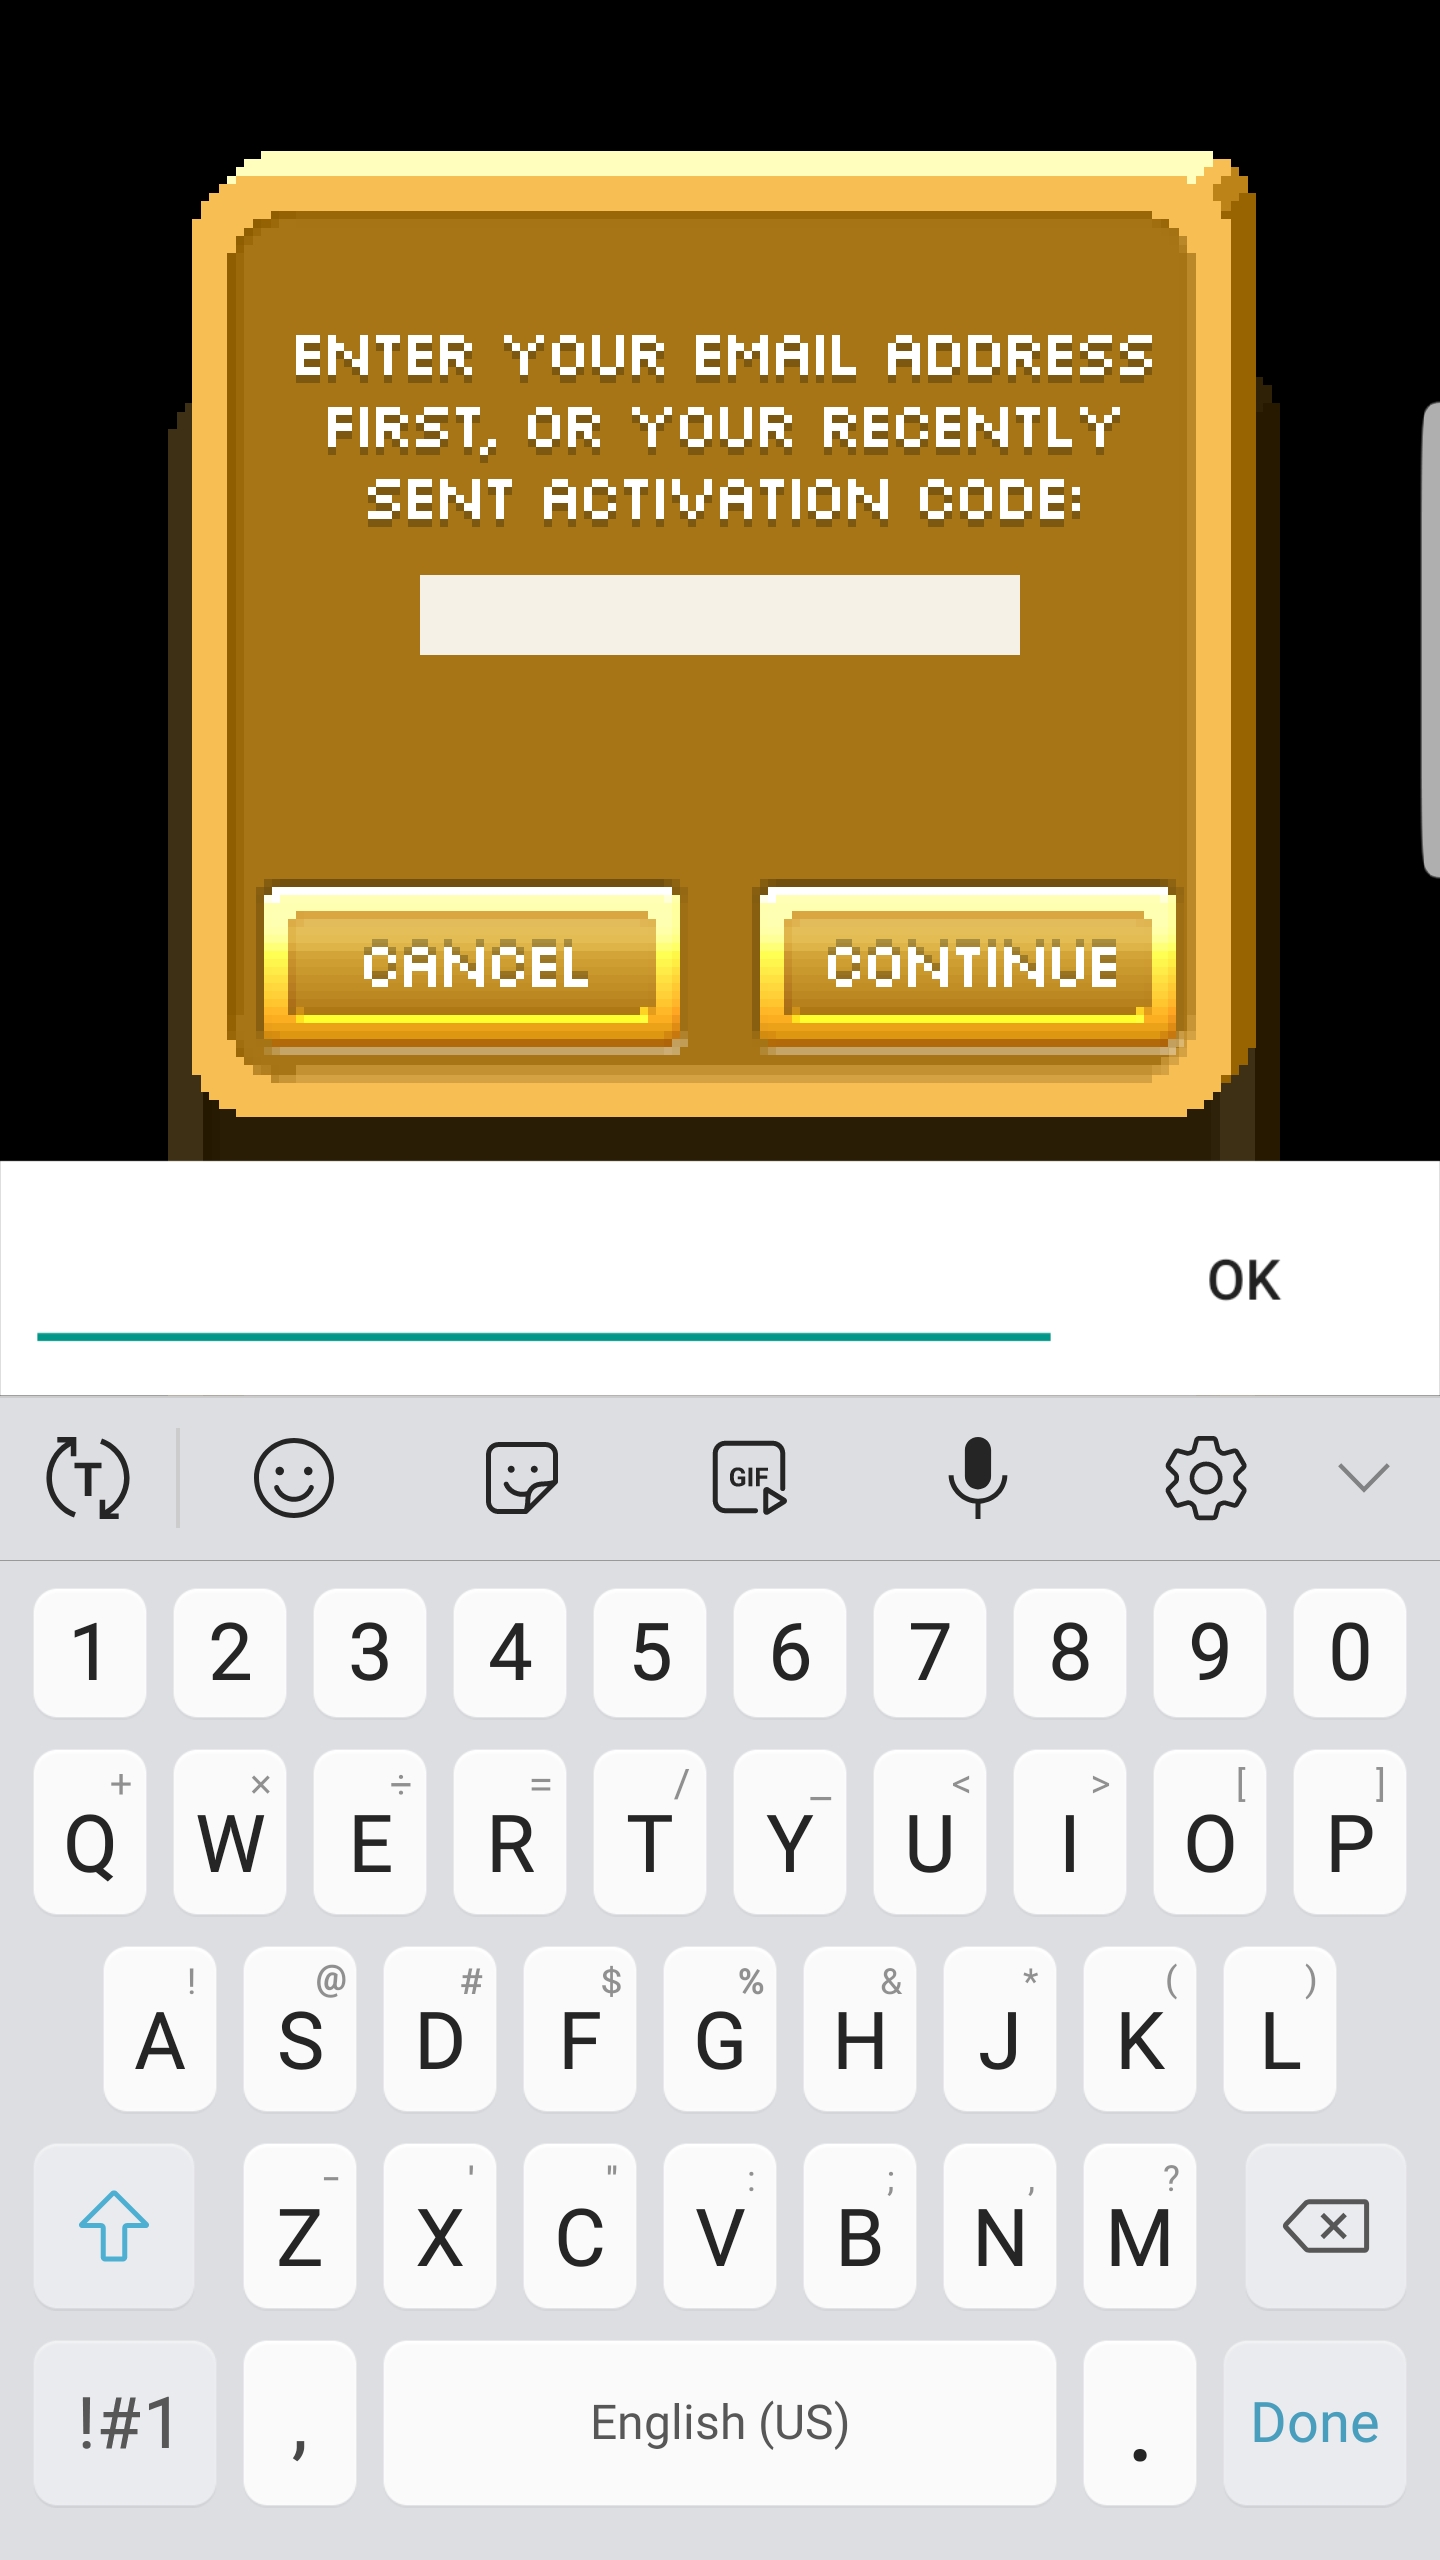 ENTER YOUR EMAIL ADDRESS
FIRST, OR YOUR RECENTLY
SENT ACTIVATION CODE:
CANCEL CONTINUE
OK
T GIF
1 2 3 4 5 6 7 8 9 0
+ × ÷ = / _ < > [ ]
Q W E R T Y U I O P
! @ # $ % & * ( )
A S D F G H J K L
- ' " : ; , ?
Z X C V B N M
!#1 , English (US) . Done